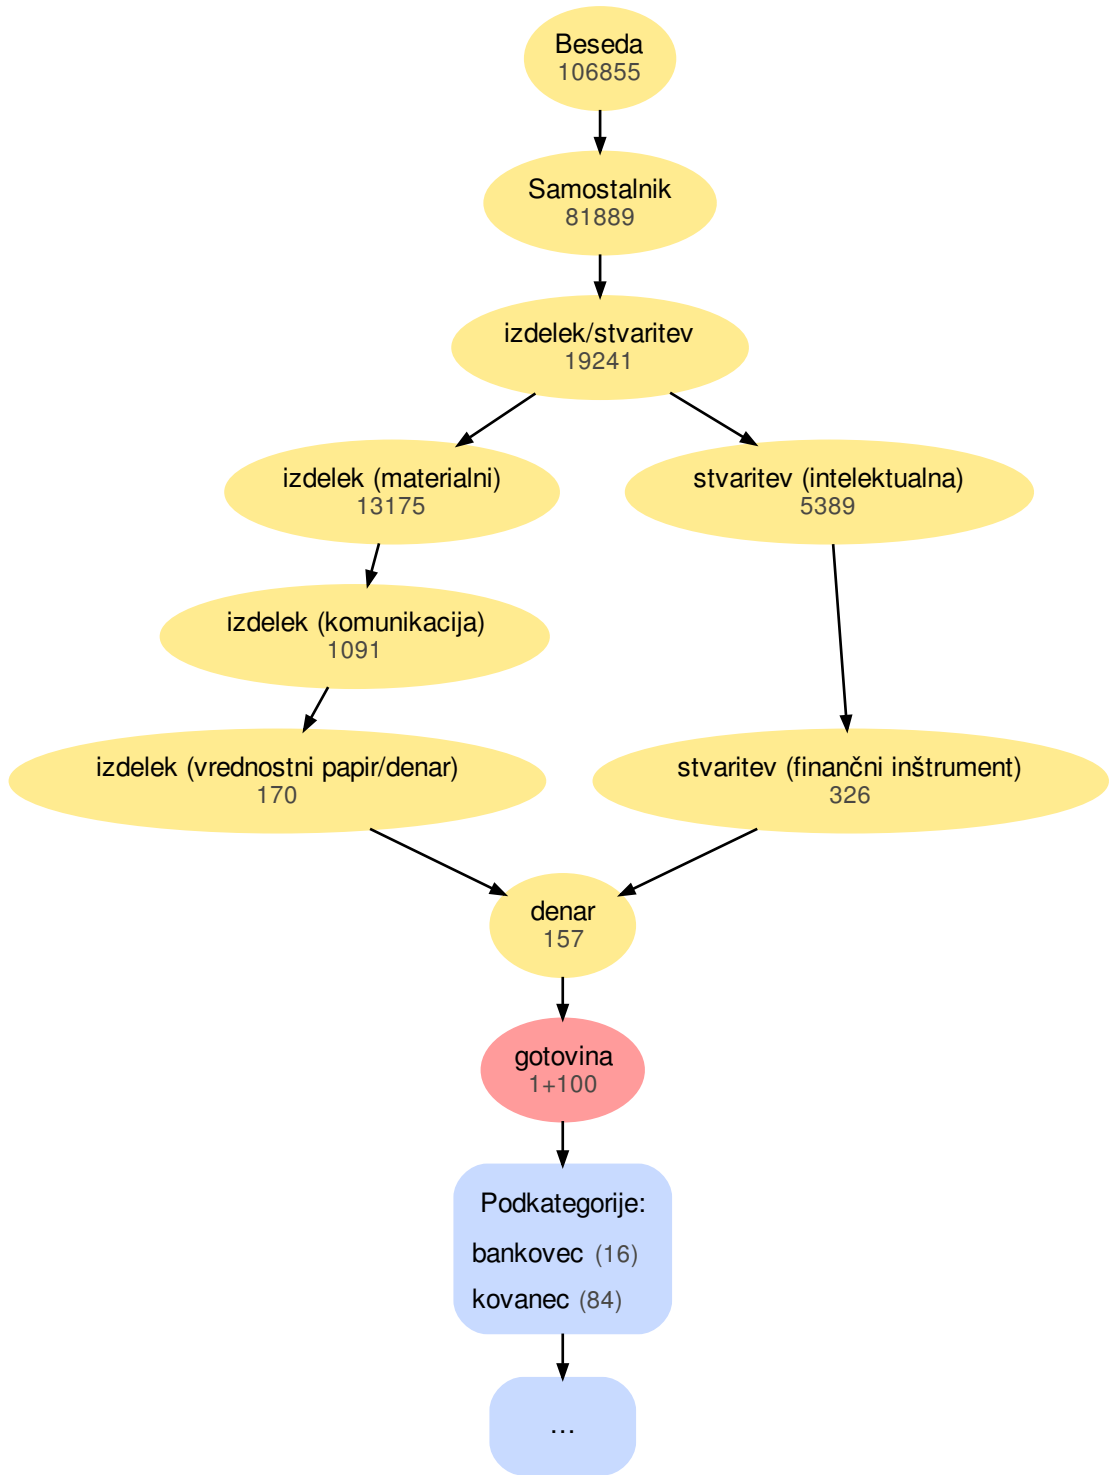 Beseda
106855
Samostalnik
81889
izdelek/stvaritev
19241
izdelek (materialni)
13175
stvaritev (intelektualna)
5389
izdelek (komunikacija)
1091
izdelek (vrednostni papir/denar)
170
stvaritev (finančni inštrument)
326
denar
157
gotovina
1+100
Podkategorije:
bankovec (16)
kovanec (84)
...